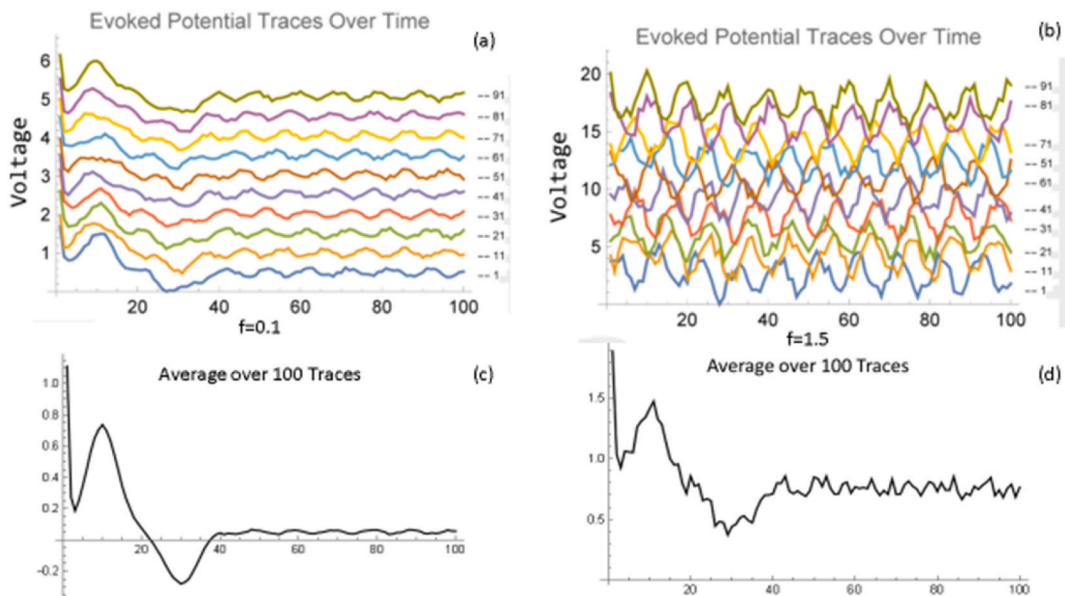 Evoked Potential Traces Over Time
(a)
Voltage
6
5
4
3
2
1
-- 91
-- 81
-- 71
-- 61
-- 51
-- 41
-- 31
-- 21
-- 11
-- 1
20 40 60 80 100
f=0.1
Evoked Potential Traces Over Time
(b)
Voltage
20
15
10
5
-- 91
-- 81
-- 71
-- 51
-- 61
-- 41
-- 31
-- 21
-- 11
-- 1
20 40 60 80 100
f=1.5
Average over 100 Traces
(c)
1.0
0.8
0.6
0.4
0.2
-0.2
20 40 60 80 100
Average over 100 Traces
(d)
1.5
1.0
0.5
20 40 60 80 100